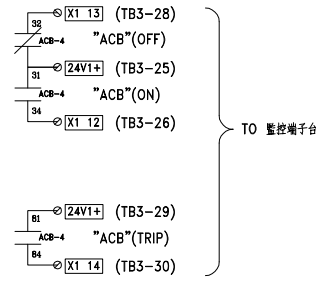 32 X1 13 (TB3-28)
ACB-4 "ACB"(OFF)
31 24V1+ (TB3-25)
ACB-4 "ACB"(ON)
34 X1 12 (TB3-26)
TO 監控端子台
81 24V1+ (TB3-29)
ACB-4 "ACB"(TRIP)
84 X1 14 (TB3-30)